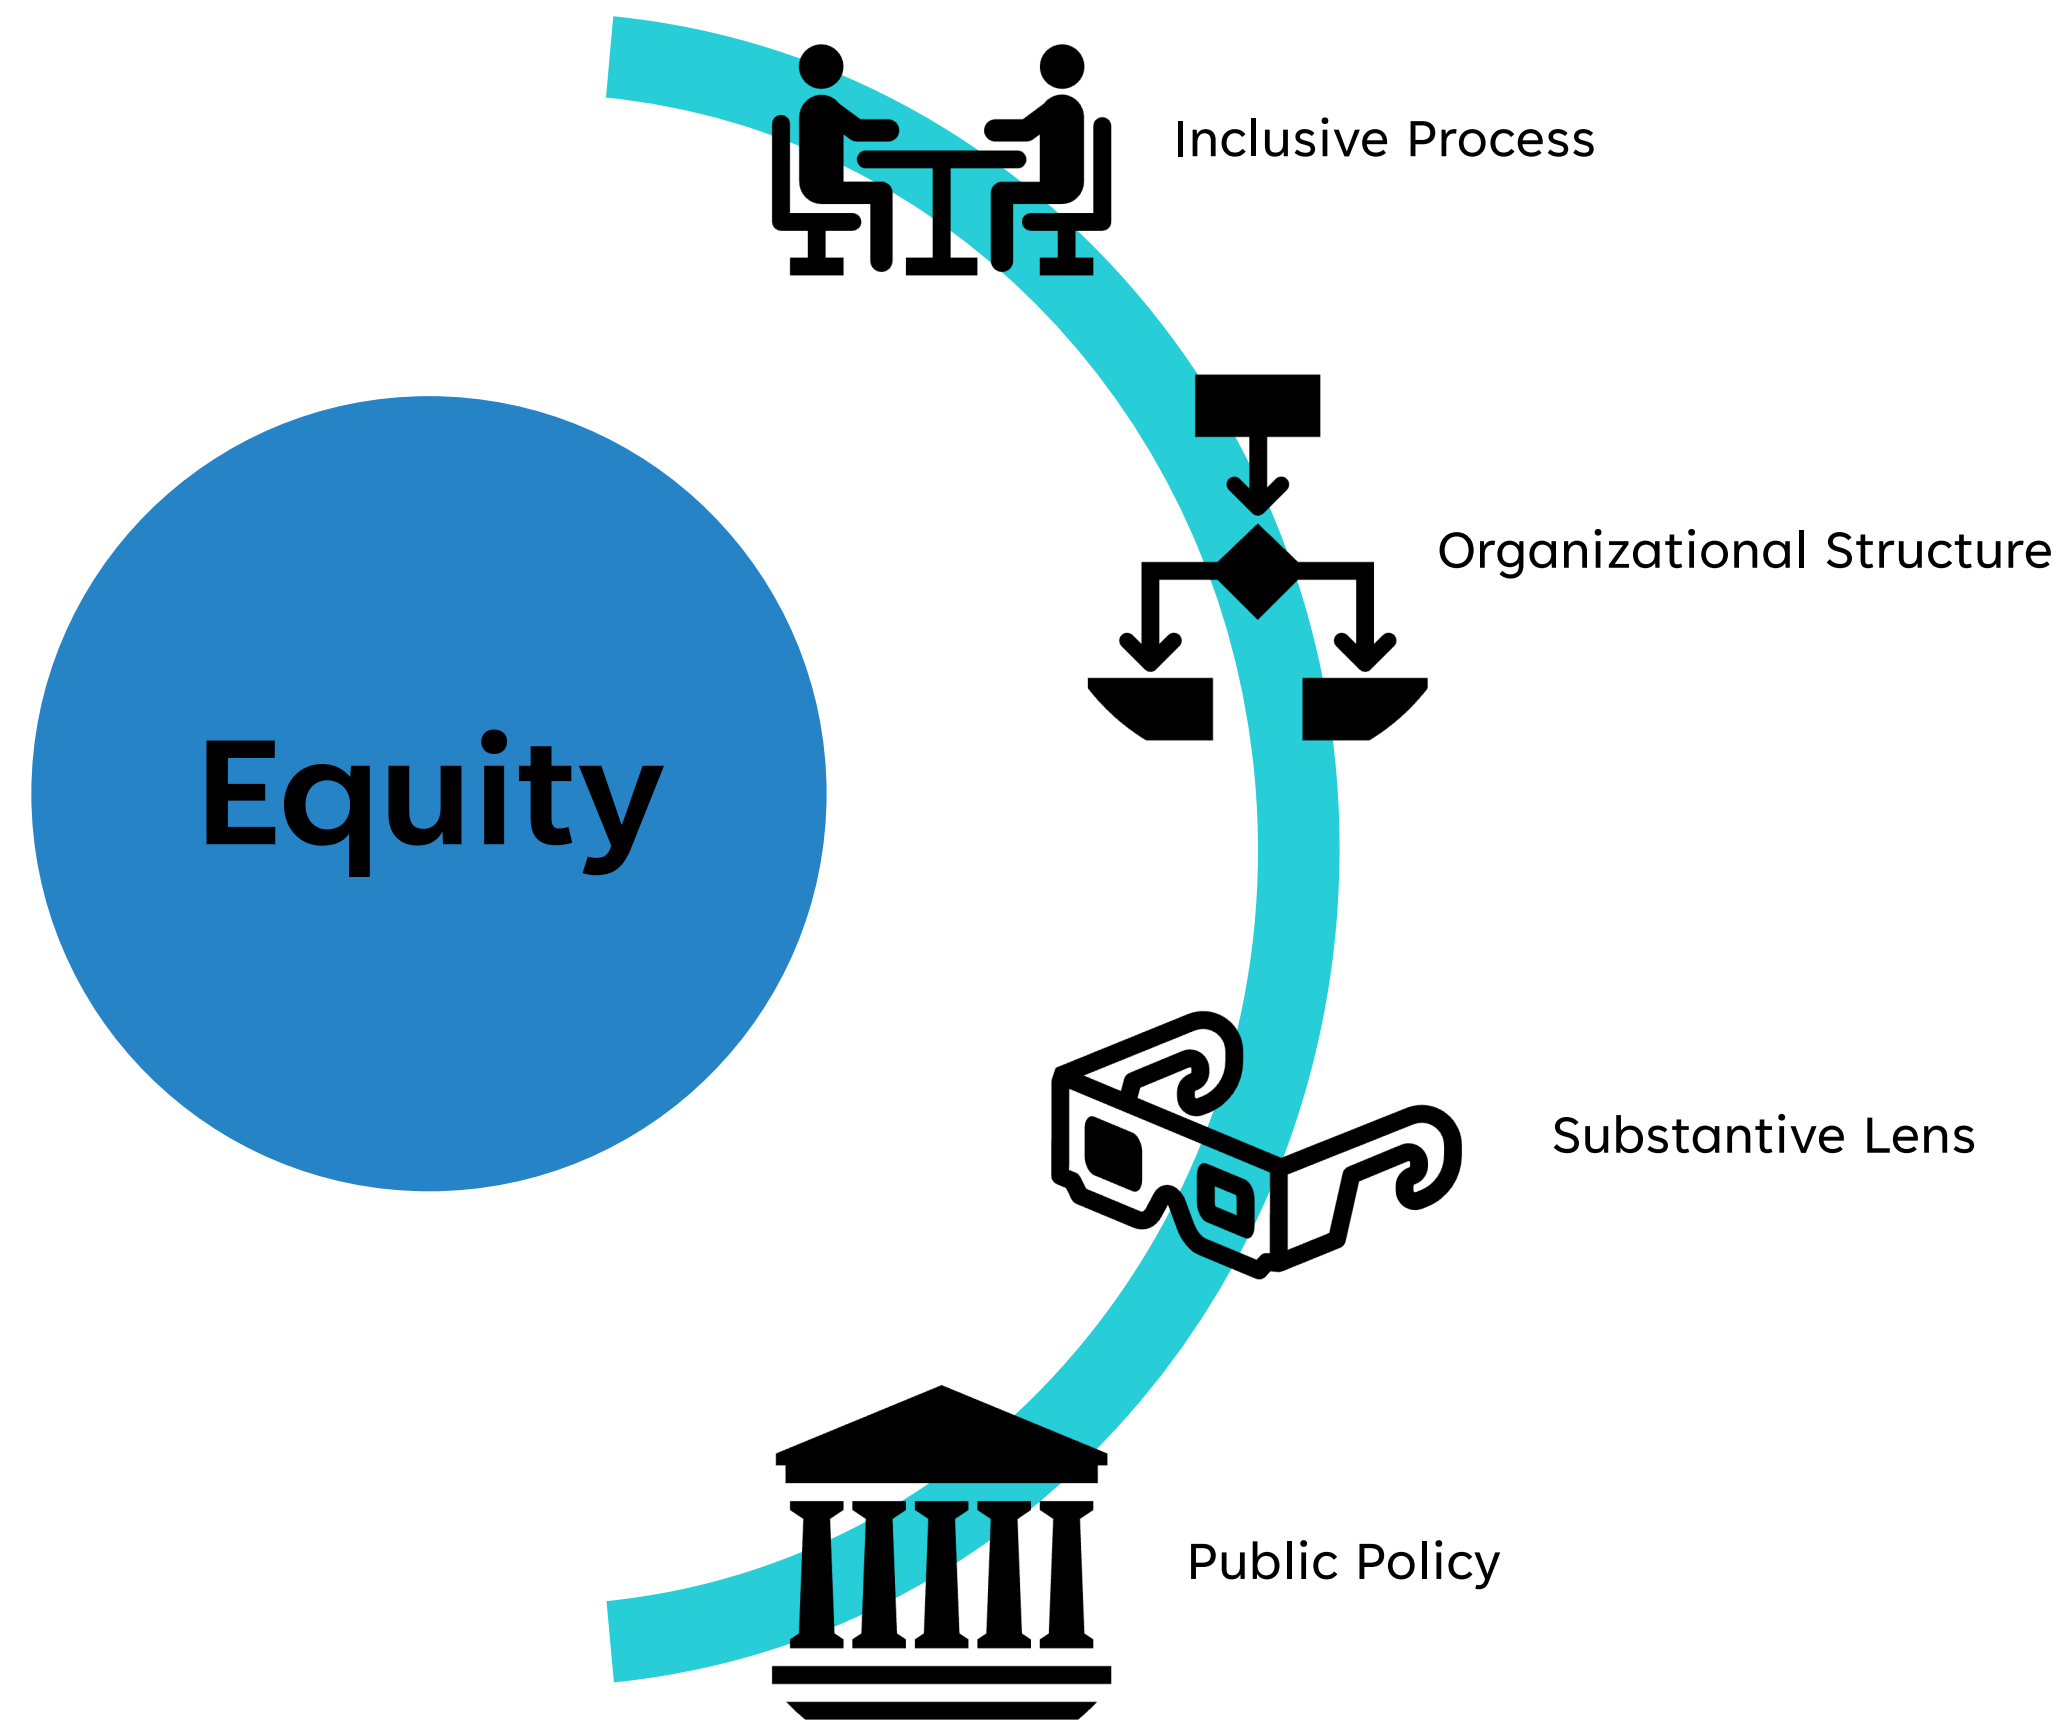 Inclusive Process
Organizational Structure
Equity
Substantive Lens
Public Policy